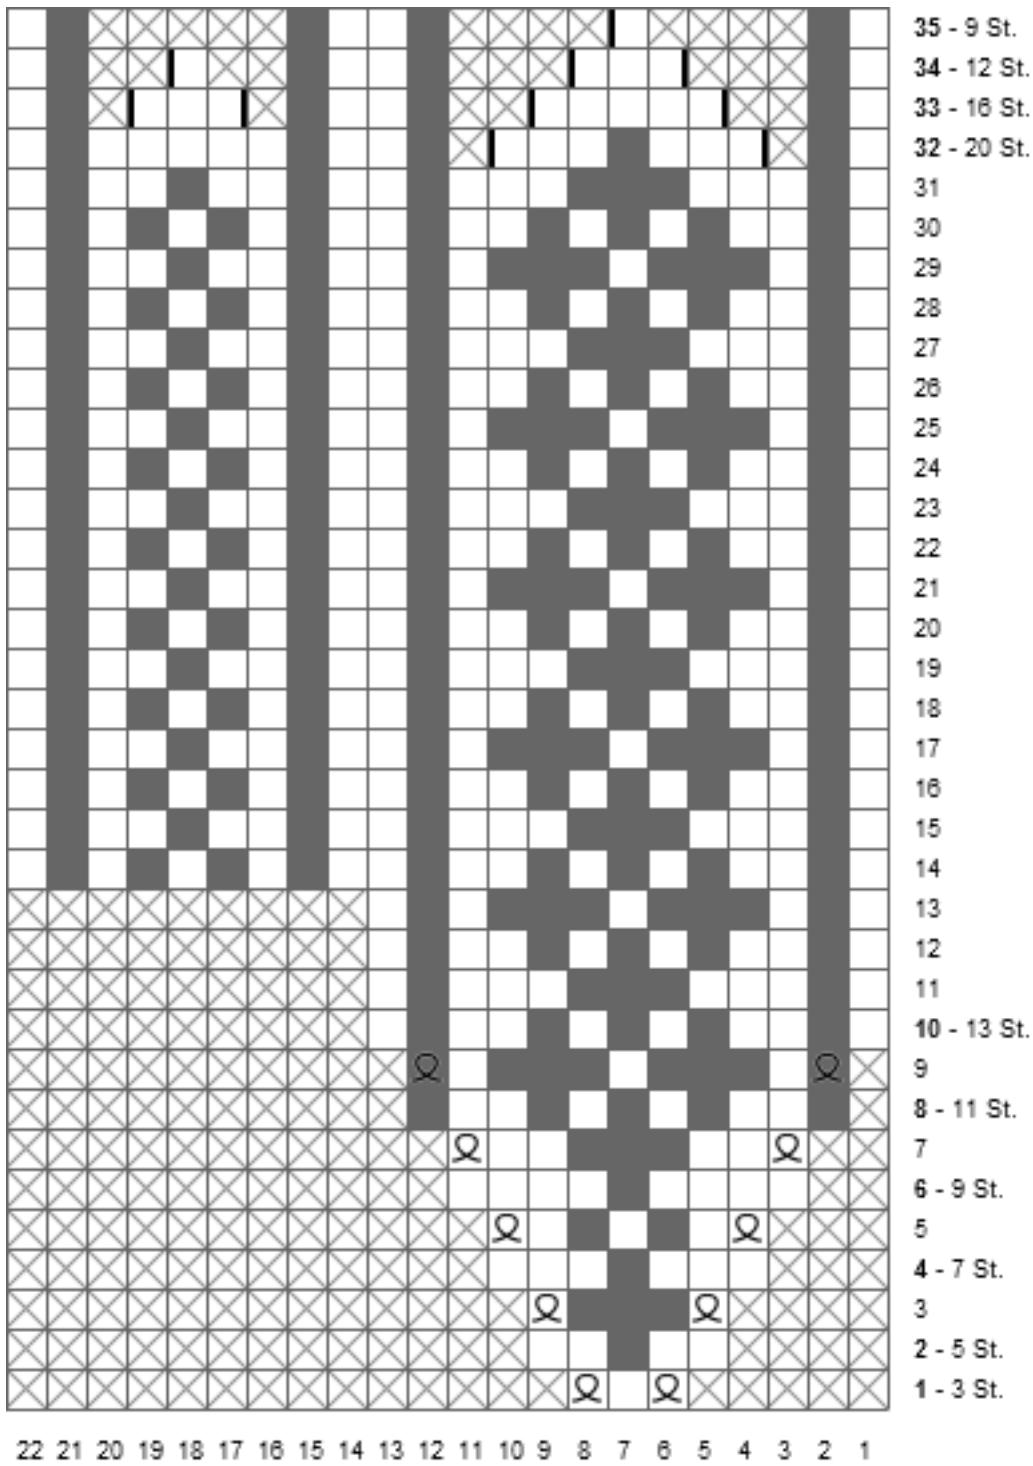 35 - 9 St.
34 - 12 St.
33 - 16 St.
32 - 20 St.
31
30
29
28
27
26
25
24
23
22
21
20
19
18
17
16
15
14
13
12
11
10 - 13 St.
9
8 - 11 St.
7
6 - 9 St.
5
4 - 7 St.
3
2 - 5 St.
1 - 3 St.
22 21 20 19 18 17 16 15 14 13 12 11 10 9 8 7 6 5 4 3 2 1